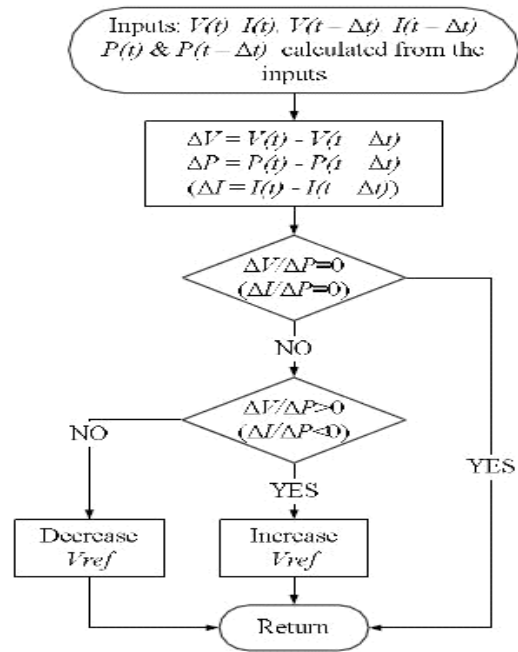 Inputs: V(t) I(t), V(t – Δt), I(t – Δt)
P(t) & P(t – Δt) calculated from the
inputs
ΔV = V(t) - V(t Δt)
ΔP = P(t) - P(t Δt)
(ΔI = I(t) - I(t Δt))
ΔV/ΔP=0
(ΔI/ΔP=0)
NO
ΔV/ΔP>0
(ΔI/ΔP<0)
NO
YES
YES
Decrease
Vref
Increase
Vref
Return